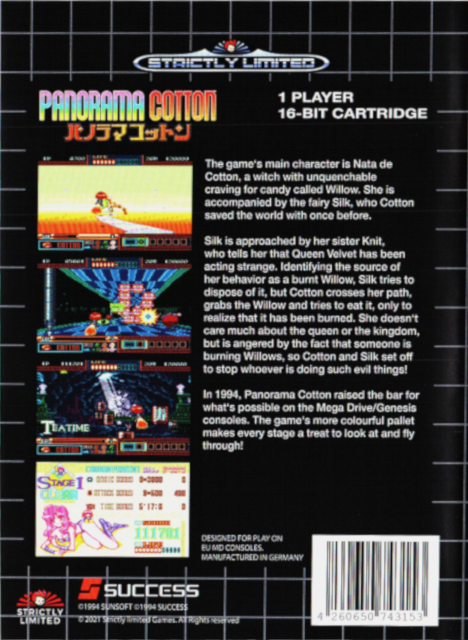 STRICTLY LIMITED
PANORAMA COTTON
パノラマコットン
1 PLAYER
16-BIT CARTRIDGE
The game's main character is Nata de
Cotton, a witch with unquenchable
craving for candy called Willow. She is
accompanied by the fairy Silk, who Cotton
saved the world with once before.
Silk is approached by her sister Knit,
who tells her that Queen Velvet has been
acting strange. Identifying the source of
her behavior as a burnt Willow, Silk tries to
dispose of it, but Cotton crosses her path,
grabs the Willow and tries to eat it, only to
realize that it has been burned. She doesn't
care much about the queen or the kingdom,
but is angered by the fact that someone is
burning Willows, so Cotton and Silk set off
to stop whoever is doing such evil things!
In 1994, Panorama Cotton raised the bar for
what's possible on the Mega Drive/Genesis
consoles. The game's more colourful pallet
makes every stage a treat to look at and fly
through!
TEATIME
STAGE 1
CLEAR
111701
DESIGNED FOR PLAY ON
EU MD CONSOLES.
MANUFACTURED IN GERMANY
STRICTLY
LIMITED
SUCCESS
©1994 SUNSOFT ©1994 SUCCESS
© 2021 Strictly limited Games. All Rights reserved
4 260650 743153